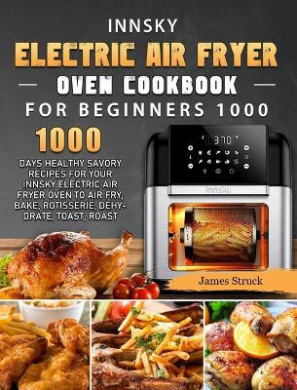 INNSKY
ELECTRIC AIR FRYER
OVEN COOKBOOK
FOR BEGINNERS 1000
1000
DAYS HEALTHY SAVORY
RECIPES FOR YOUR
INNSKY ELECTRIC AIR
FRYER OVEN TO AIR FRY,
BAKE, ROTISSERIE, DEHY-
DRATE, TOAST, ROAST
370
innsky
James Struck